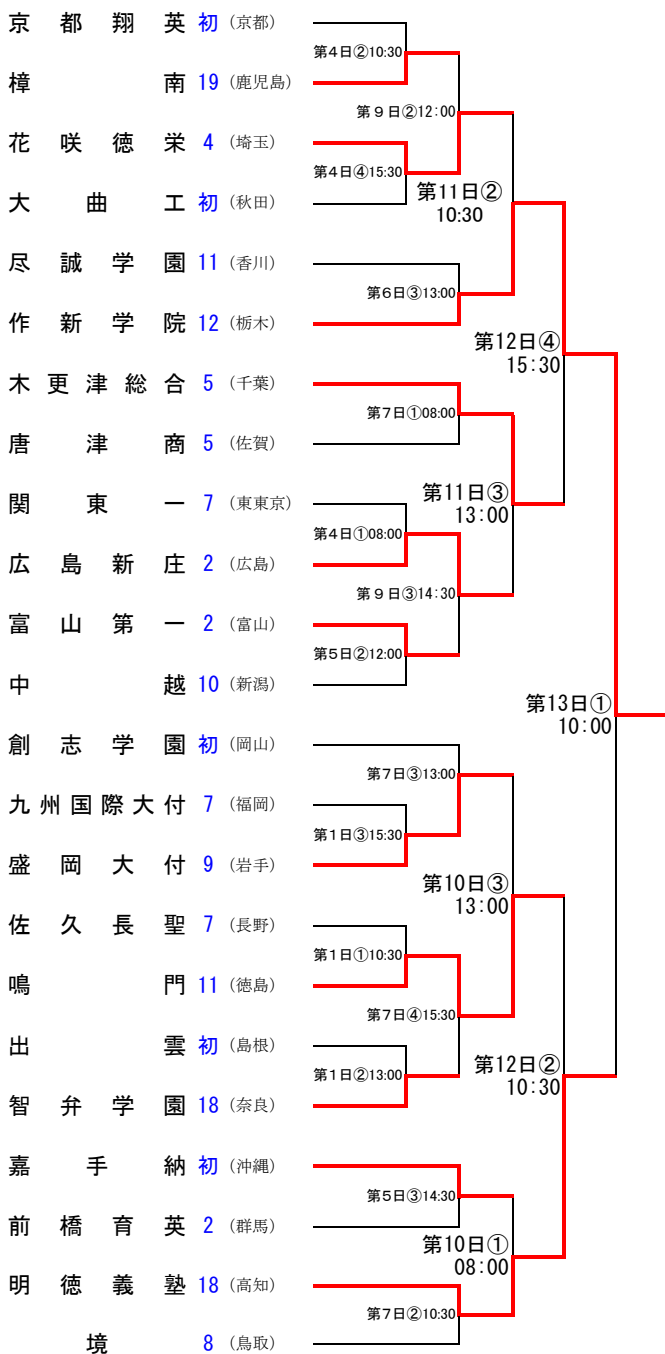 京都翔英 初 (京都)
第4日②10:30
樟南 19 (鹿児島)
第9日②12:00
花咲徳栄 4 (埼玉)
第4日④15:30
第11日②
10:30
大曲工 初 (秋田)
尽誠学園 11 (香川)
第6日③13:00
作新学院 12 (栃木)
第12日④
15:30
木更津総合 5 (千葉)
第7日①08:00
唐津商 5 (佐賀)
第11日③
13:00
関東一 7 (東東京)
第4日①08:00
広島新庄 2 (広島)
第9日③14:30
富山第一 2 (富山)
第5日②12:00
中越 10 (新潟)
第13日①
10:00
創志学園 初 (岡山)
第7日③13:00
九州国際大付 7 (福岡)
第1日③15:30
盛岡大付 9 (岩手)
第10日③
13:00
佐久長聖 7 (長野)
第1日①10:30
鳴門 11 (徳島)
第7日④15:30
出雲 初 (島根)
第12日②
10:30
第1日②13:00
智弁学園 18 (奈良)
嘉手納 初 (沖縄)
第5日③14:30
前橋育英 2 (群馬)
第10日①
08:00
明徳義塾 18 (高知)
第7日②10:30
境 8 (鳥取)